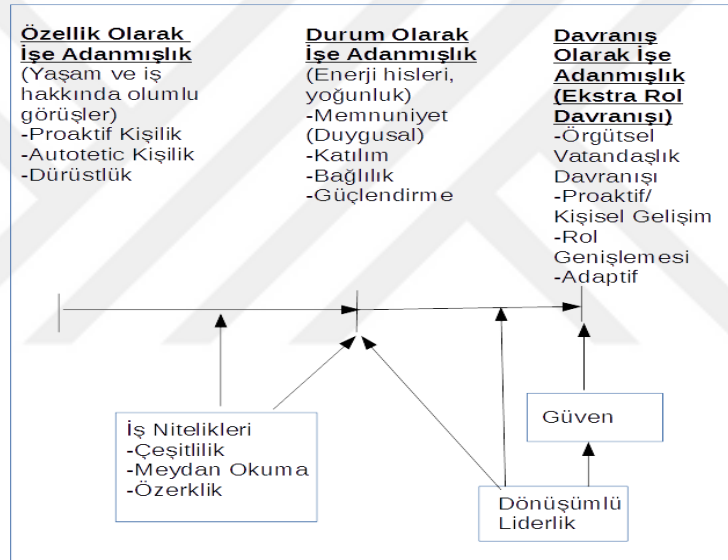 Özellik Olarak
İşe Adanmışlık
(Yaşam ve iş
hakkında olumlu
görüşler)
-Proaktif Kişilik
-Autotetic Kişilik
-Dürüstlük
Durum Olarak
İşe Adanmışlık
(Enerji hisleri,
yoğunluk)
-Memnuniyet
(Duygusal)
-Katılım
-Bağlılık
-Güçlendirme
Davranış
Olarak İşe
Adanmışlık
(Ekstra Rol
Davranışı)
-Örgütsel
Vatandaşlık
Davranışı
-Proaktif/
Kişisel Gelişim
-Rol
Genişlemesi
-Adaptif
İş Nitelikleri
-Çeşitlilik
-Meydan Okuma
-Özerklik
Güven
Dönüşümlü
Liderlik